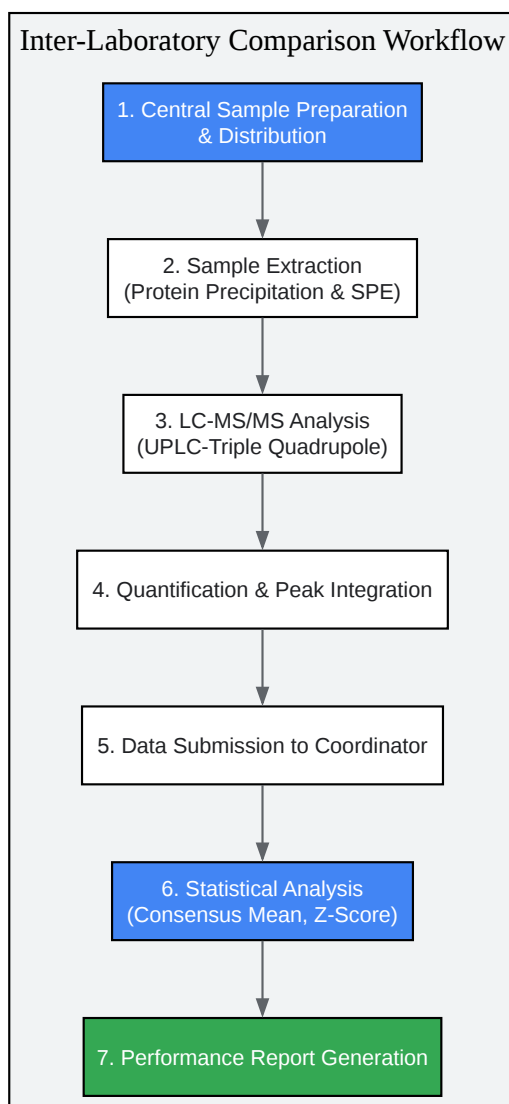 Inter-Laboratory Comparison Workflow
1. Central Sample Preparation
& Distribution
2. Sample Extraction
(Protein Precipitation & SPE)
3. LC-MS/MS Analysis
(UPLC-Triple Quadrupole)
4. Quantification & Peak Integration
5. Data Submission to Coordinator
6. Statistical Analysis
(Consensus Mean, Z-Score)
7. Performance Report Generation